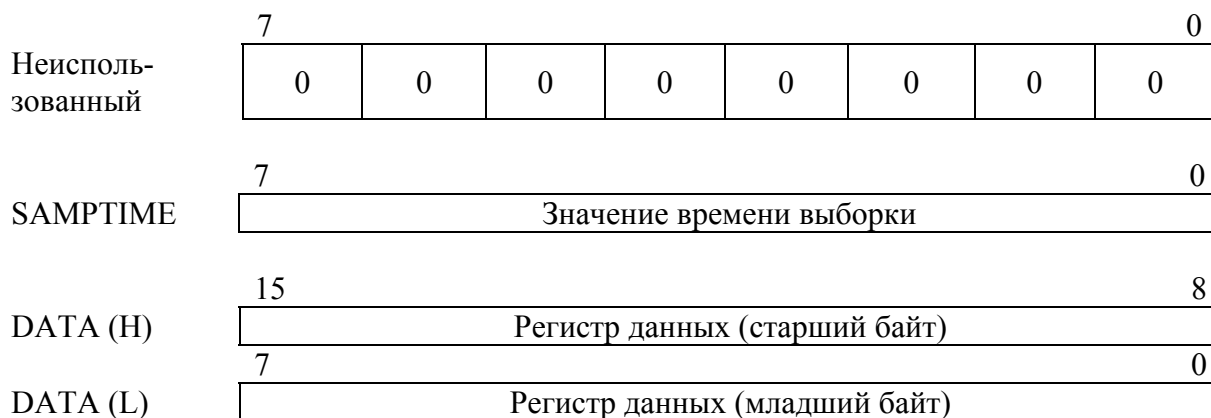 7 0
Неисполь-
зованный
0 0 0 0 0 0 0 0
7 0
SAMPTIME Значение времени выборки
15 8
DATA (H) Регистр данных (старший байт)
7 0
DATA (L) Регистр данных (младший байт)